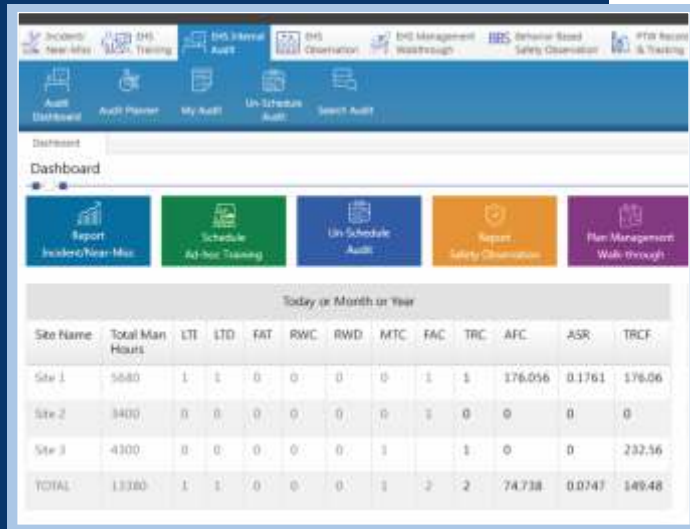 Incident/ Near-Miss
EHS Training
EHS Internal Audit
EHS Observation
EHS Management Walkthrough
BBS Behavior Based Safety Observation
PTW
& Tracking
Audit Dashboard
Audit Planner
My Audit
Un-Schedule Audit
Search Audit
Dashboard
Dashboard
Report Incident/Near-Miss
Schedule Ad-hoc Training
Un-Schedule Audit
Report Safety Observation
Plan Management Walk-through
Today or Month or Year
Site Name Total Man Hours LTI LTD FAT RWC RWD MTC FAC TRC AFC ASR TRCF
Site 1 5680 1 1 0 0 0 0 1 1 176.056 0.1761 176.06
Site 2 3400 0 0 0 0 0 0 1 0 0 0 0
Site 3 4300 0 0 0 0 0 1 1 0 0 232.56
TOTAL 13380 1 1 0 0 0 1 2 2 74.738 0.0747 149.48